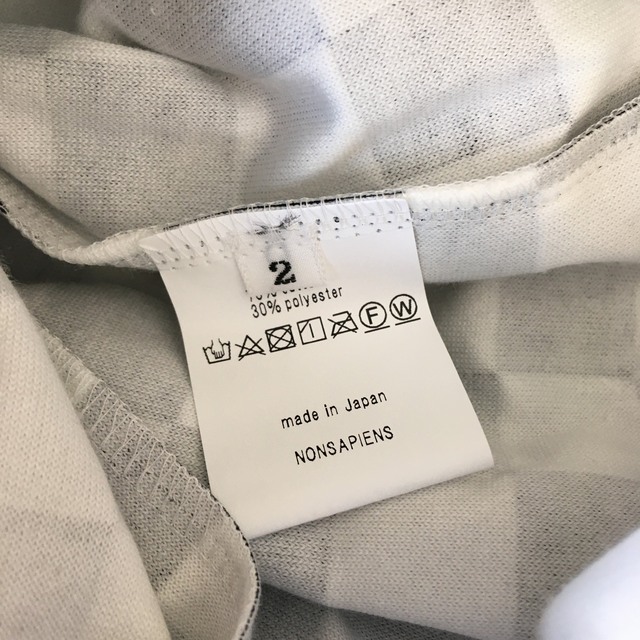 2
30% polyester
F W
made in Japan
NONSAPIENS